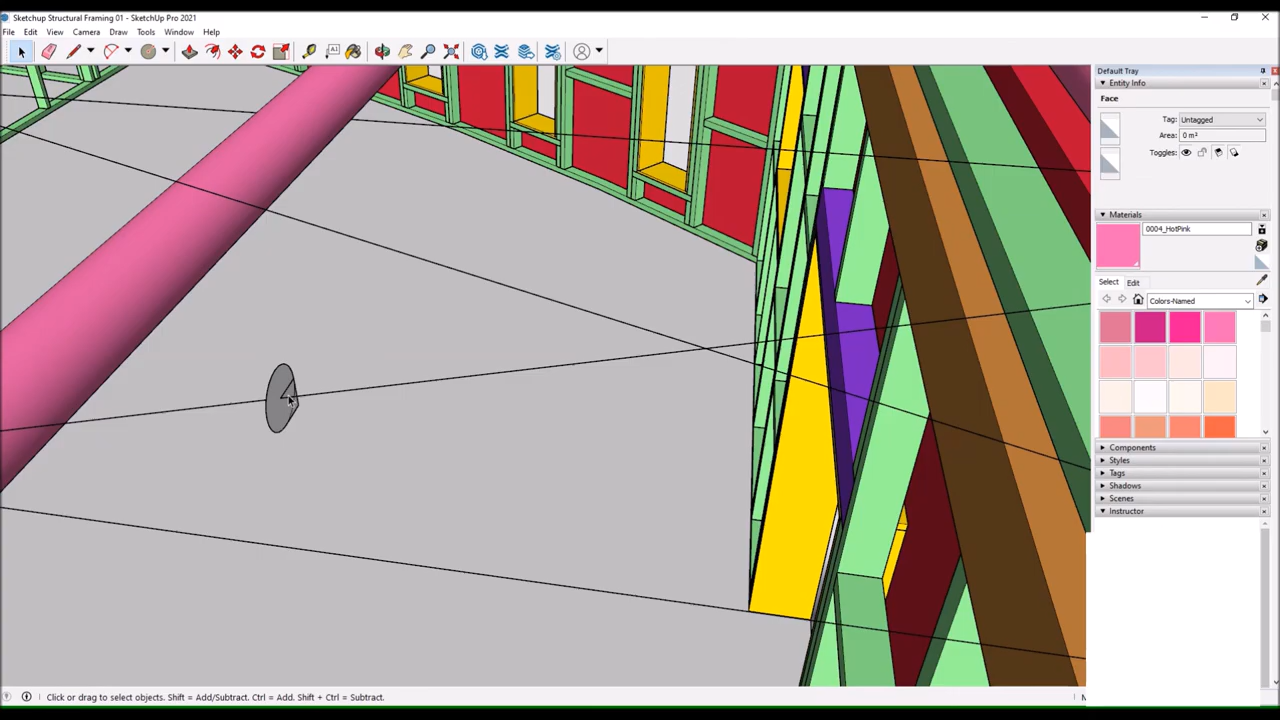 Sketchup Structural Framing 01 - SketchUp Pro 2021
File Edit View Camera Draw Tools Window Help
Default Tray
Entity Info
Face
Tag: Untagged
Area: 0 m²
Toggles:
Materials
0004_HotPink
Select Edit
Colors-Named
Components
Styles
Tags
Shadows
Scenes
Instructor
Click or drag to select objects. Shift = Add/Subtract. Ctrl = Add. Shift + Ctrl = Subtract.